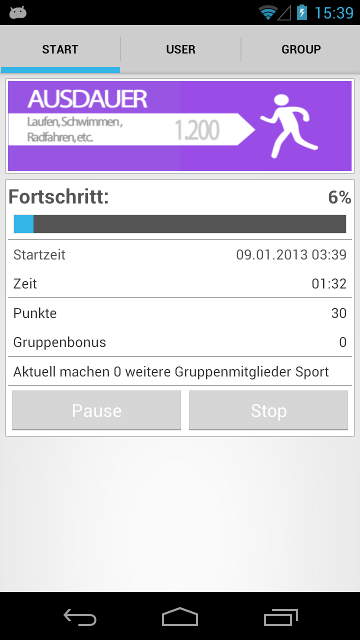 15:39
START USER GROUP
AUSDAUER
Laufen, Schwimmen,
Radfahren, etc.
1.200
Fortschritt: 6%
Startzeit 09.01.2013 03:39
Zeit 01:32
Punkte 30
Gruppenbonus 0
Aktuell machen 0 weitere Gruppenmitglieder Sport
Pause Stop